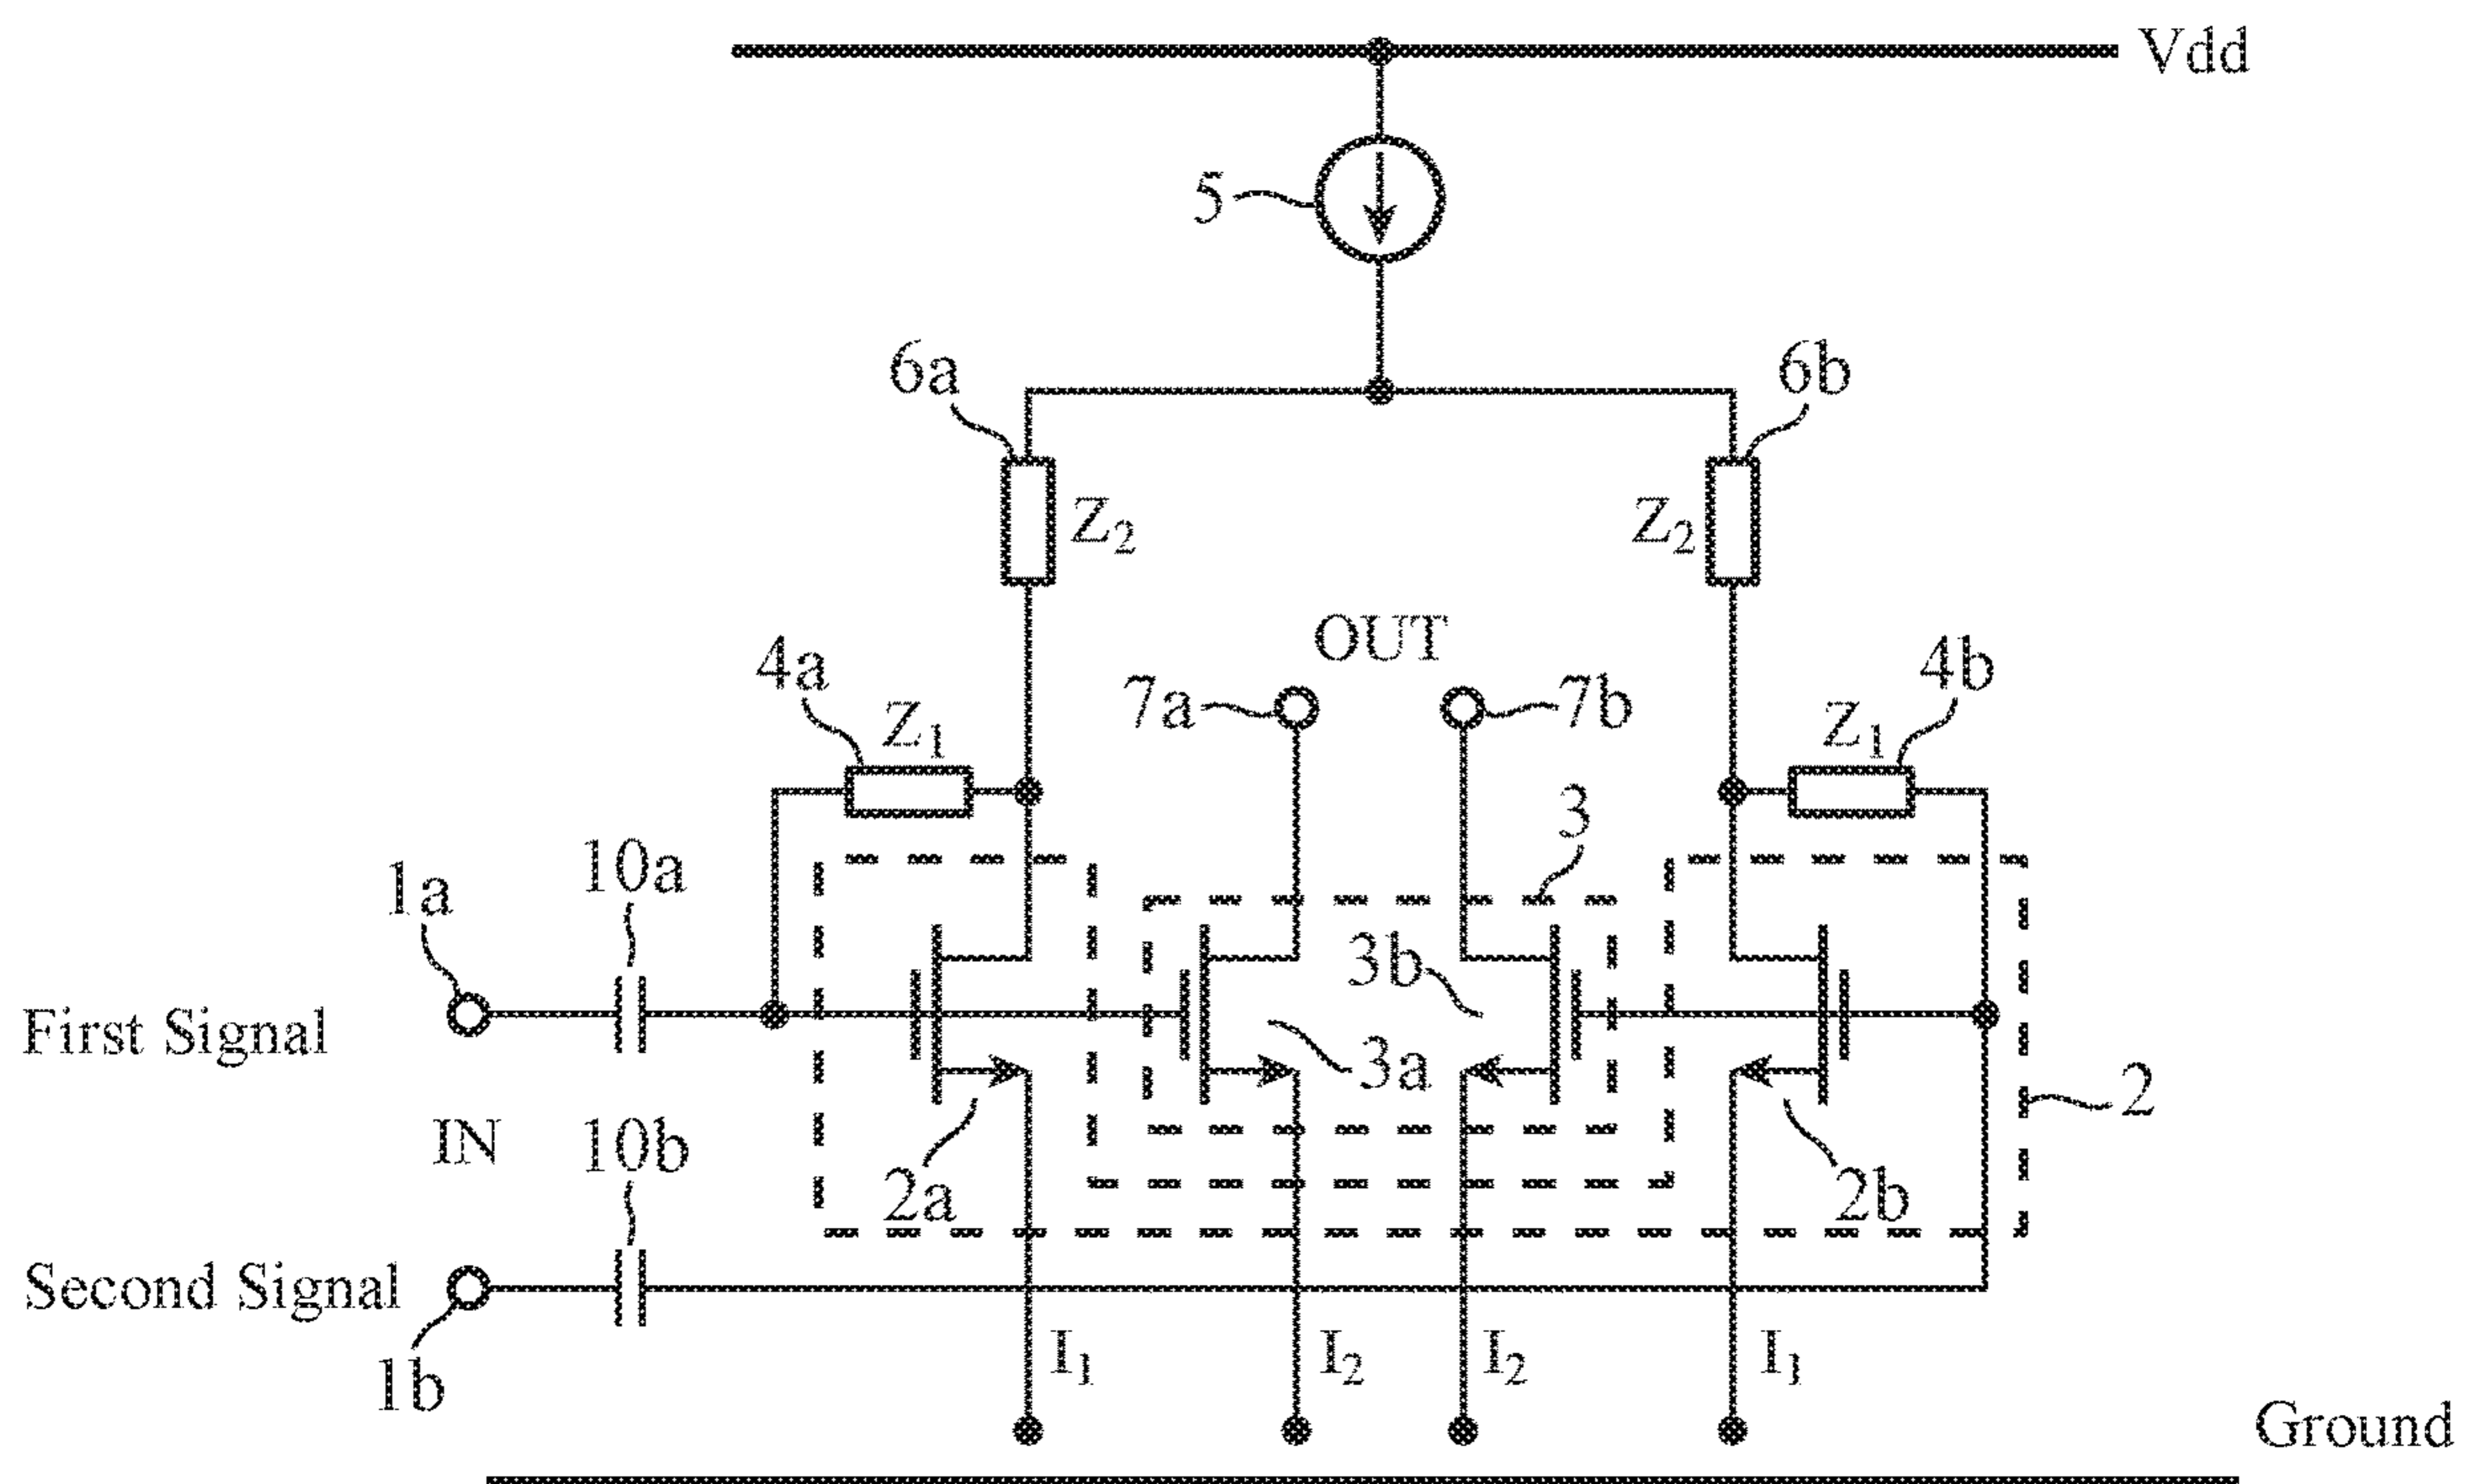 Vdd
5
6a
6b
Z2
Z2
OUT
4a
4b
7a
7b
Z1
Z1
3
1a
10a
3b
First Signal
3a
2
IN
10b
2a
2b
Second Signal
1b
I1
I2
I2
I1
Ground